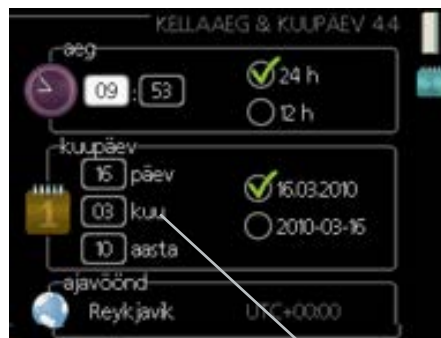 KELLAAEG & KUUPÄEV 4.4
aeg
09 : 53
24 h
12 h
kuupäev
16 päev
03 kuu
10 aasta
16.03.2010
2010-03-16
ajavöönd
Reykjavik UTC+00:00